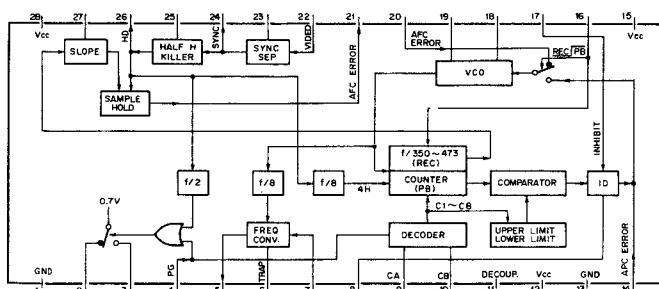 28 27 26 25 24 23 22 21 20 19 18 17 16 15
Vcc HD SYNC VIDEO AFC ERROR Vcc
SLOPE
HALF H
KILLER
SYNC
SEP
AFC ERROR
VCO
REC PB
SAMPLE
HOLD
INHIBIT
f/2
f/8
f/8
4H
f/350~473
(REC)
COUNTER
(PB)
COMPARATOR
ID
C1~C8
0.7V
FREQ
CONV.
DECODER
UPPER LIMIT
LOWER LIMIT
GND PG TRAP CA CB DECOUP. Vcc GND APC ERROR